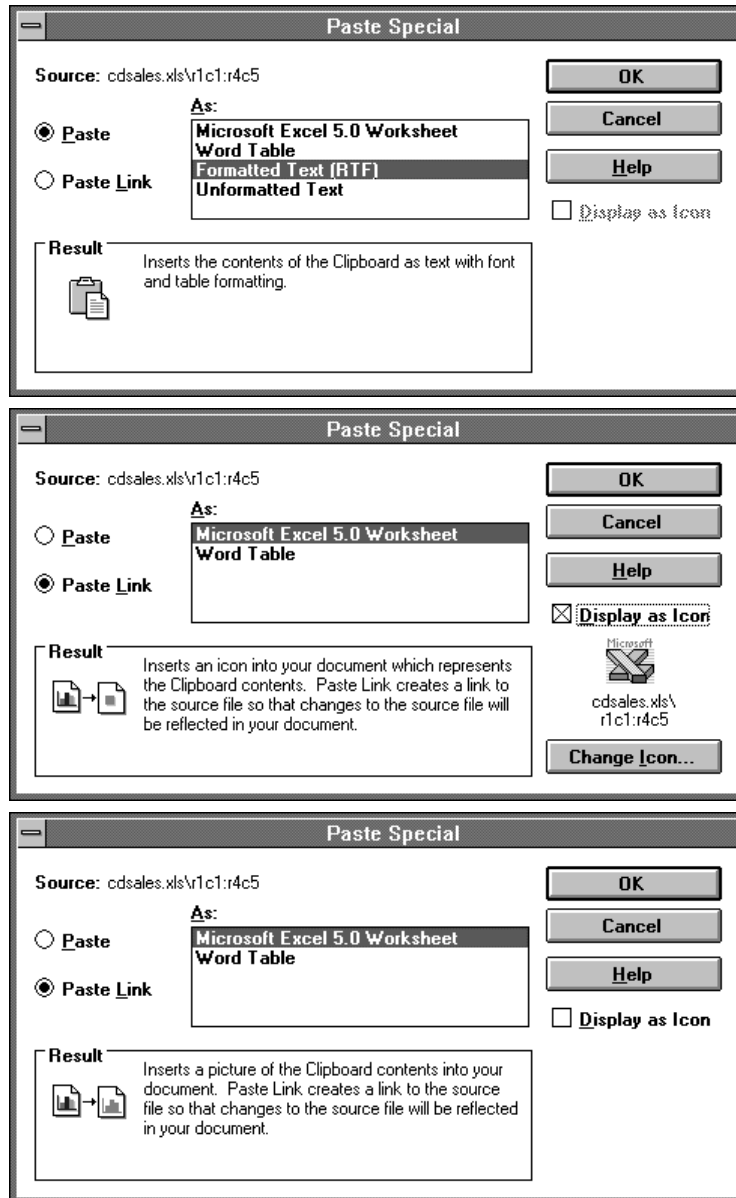 Paste Special
Source: cdsales.xls\r1c1:r4c5
OK
As:
Cancel
Paste
Microsoft Excel 5.0 Worksheet
Word Table
Formatted Text (RTF)
Help
Paste Link
Unformatted Text
Display as Icon
Result
Inserts the contents of the Clipboard as text with font
and table formatting.
Paste Special
Source: cdsales.xls\r1c1:r4c5
OK
As:
Cancel
Paste
Microsoft Excel 5.0 Worksheet
Word Table
Help
Paste Link
Display as Icon
Result
Inserts an icon into your document which represents
the Clipboard contents. Paste Link creates a link to
the source file so that changes to the source file will
be reflected in your document.
Microsoft
cdsales.xls\
r1c1:r4c5
Change Icon...
Paste Special
Source: cdsales.xls\r1c1:r4c5
OK
As:
Cancel
Paste
Microsoft Excel 5.0 Worksheet
Word Table
Help
Paste Link
Display as Icon
Result
Inserts a picture of the Clipboard contents into your
document. Paste Link creates a link to the source
file so that changes to the source file will be reflected
in your document.